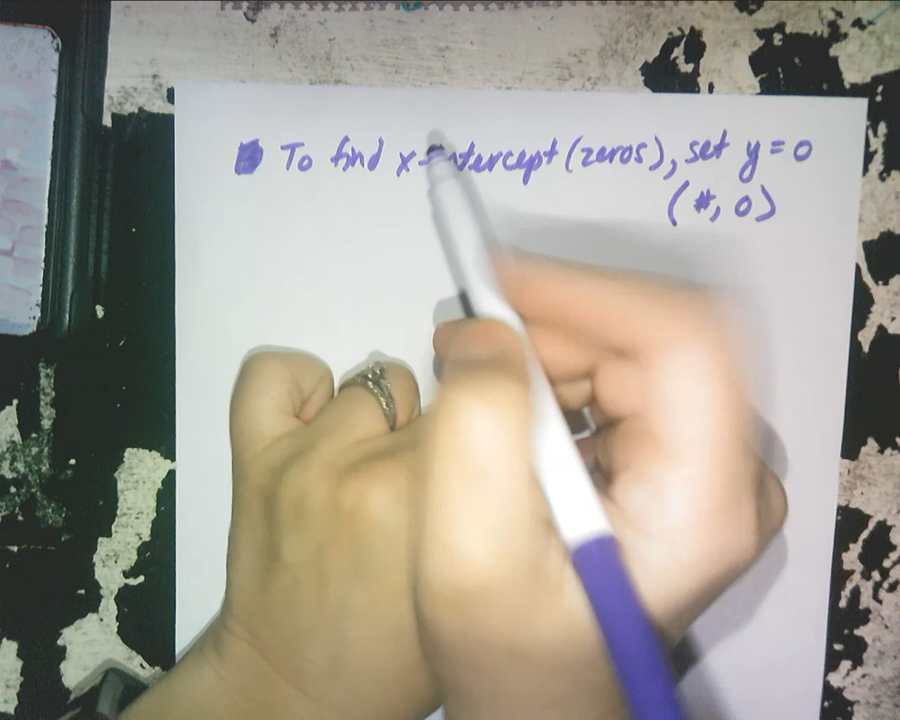 To find x-intercept (zeros), set y = 0
(#, 0)